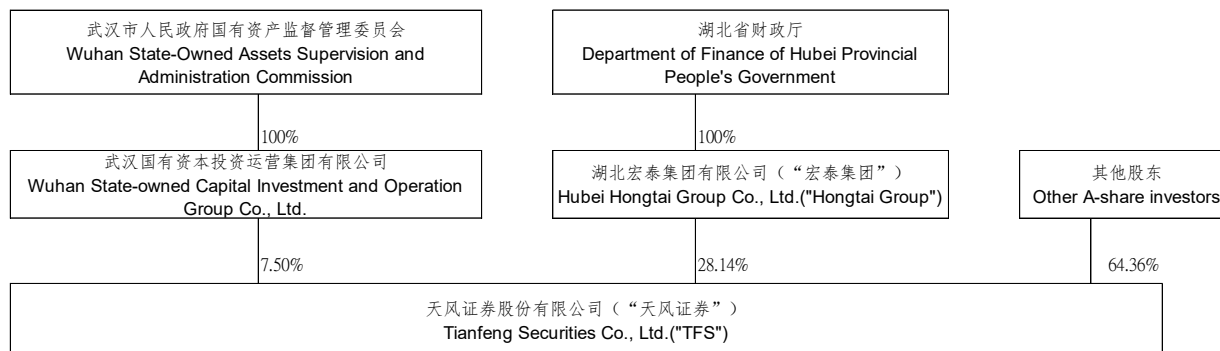 武汉市人民政府国有资产监督管理委员会
Wuhan State-Owned Assets Supervision and
Administration Commission
湖北省财政厅
Department of Finance of Hubei Provincial
People's Government
100%
100%
武汉国有资本投资运营集团有限公司
Wuhan State-owned Capital Investment and Operation
Group Co., Ltd.
湖北宏泰集团有限公司（“宏泰集团”）
Hubei Hongtai Group Co., Ltd.("Hongtai Group")
其他股东
Other A-share investors
7.50%
28.14%
64.36%
天风证券股份有限公司（“天风证券”）
Tianfeng Securities Co., Ltd.("TFS")